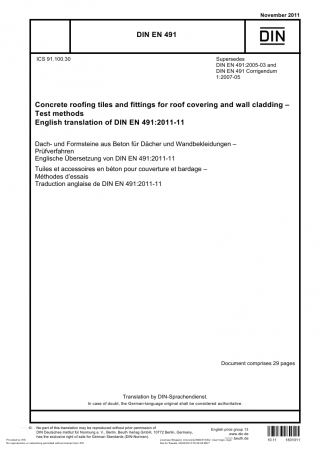 November 2011
DIN EN 491
DIN
ICS 91.100.30
Supersedes
DIN EN 491:2005-03 and
DIN EN 491 Corrigendum
1:2007-05
Concrete roofing tiles and fittings for roof covering and wall cladding –
Test methods
English translation of DIN EN 491:2011-11
Dach- und Formsteine aus Beton für Dächer und Wandbekleidungen –
Prüfverfahren
Englische Übersetzung von DIN EN 491:2011-11
Tuiles et accessoires en béton pour couverture et bardage –
Méthodes d'essais
Traduction anglaise de DIN EN 491:2011-11
Document comprises 29 pages
Translation by DIN-Sprachendienst.
In case of doubt, the German-language original shall be considered authoritative.
© No part of this translation may be reproduced without prior permission of
DIN Deutsches Institut für Normung e. V., Berlin. Beuth Verlag GmbH, 10772 Berlin, Germany,
has the exclusive right of sale for German Standards (DIN-Normen).
English price group 13
www.din.de
www.beuth.de